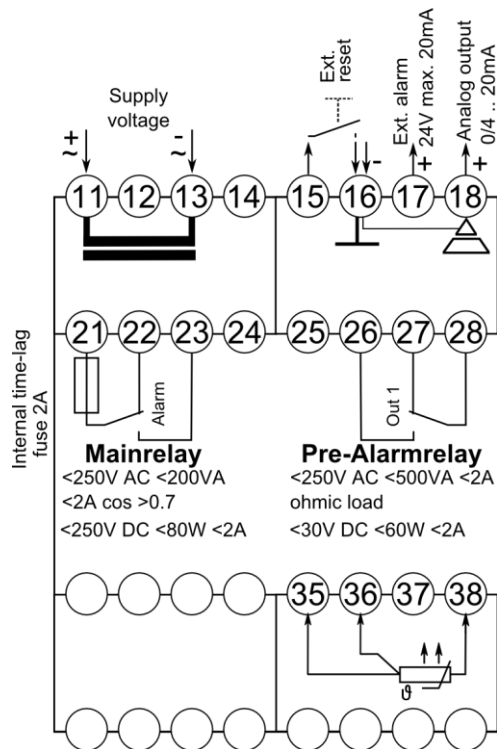 Supply
voltage
Ext.
reset
Ext. alarm
24V max. 20mA
Analog output
0/4 .. 20mA
+
~
-
~
-
+
+
11 12 13 14 15 16 17 18
21 22 23 24 25 26 27 28
Internal time-lag
fuse 2A
Alarm
Out 1
Mainrelay
<250V AC <200VA
<2A cos >0.7
<250V DC <80W <2A
Pre-Alarmrelay
<250V AC <500VA <2A
ohmic load
<30V DC <60W <2A
35 36 37 38
ϑ